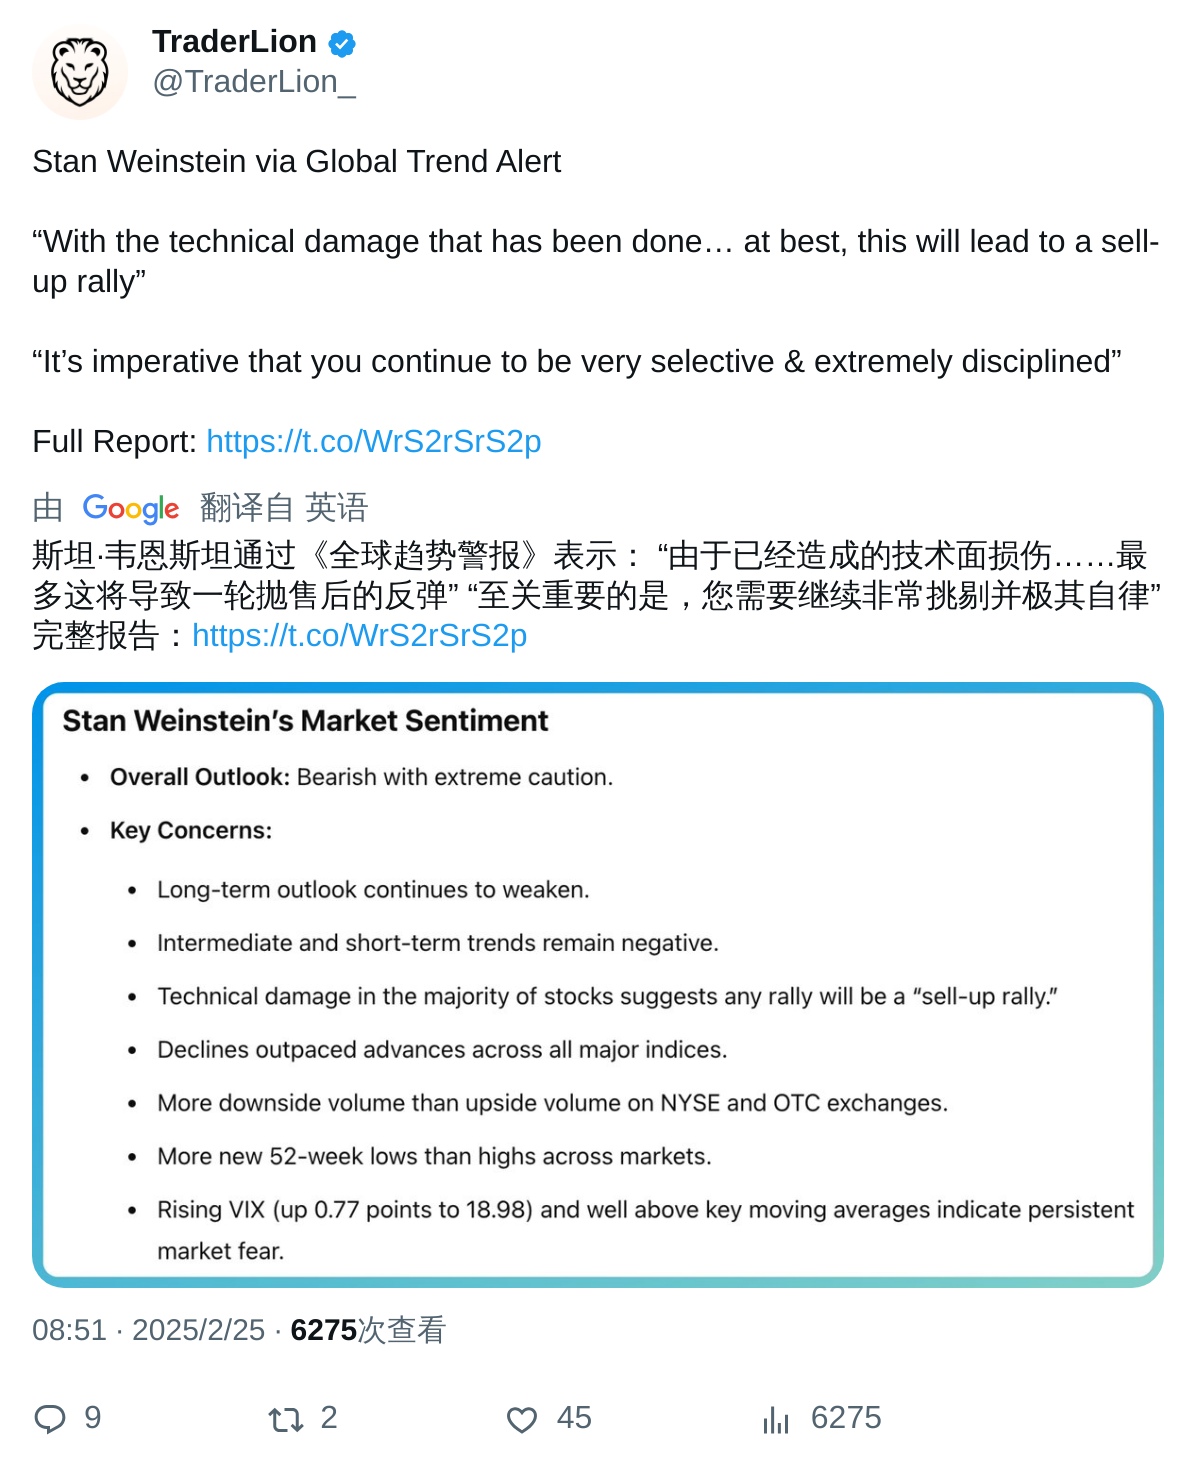 TraderLion
@TraderLion_
Stan Weinstein via Global Trend Alert
“With the technical damage that has been done… at best, this will lead to a sell-
up rally”
“It’s imperative that you continue to be very selective & extremely disciplined”
Full Report: https://t.co/WrS2rSrS2p
由 Google 翻译自 英语
斯坦·韦恩斯坦通过《全球趋势警报》表示： “由于已经造成的技术面损伤……最
多这将导致一轮抛售后的反弹” “至关重要的是，您需要继续非常挑剔并极其自律”
完整报告：https://t.co/WrS2rSrS2p
Stan Weinstein’s Market Sentiment
• Overall Outlook: Bearish with extreme caution.
• Key Concerns:
• Long-term outlook continues to weaken.
• Intermediate and short-term trends remain negative.
• Technical damage in the majority of stocks suggests any rally will be a “sell-up rally.”
• Declines outpaced advances across all major indices.
• More downside volume than upside volume on NYSE and OTC exchanges.
• More new 52-week lows than highs across markets.
• Rising VIX (up 0.77 points to 18.98) and well above key moving averages indicate persistent
market fear.
08:51 · 2025/2/25 · 6275次查看
9 2 45 6275